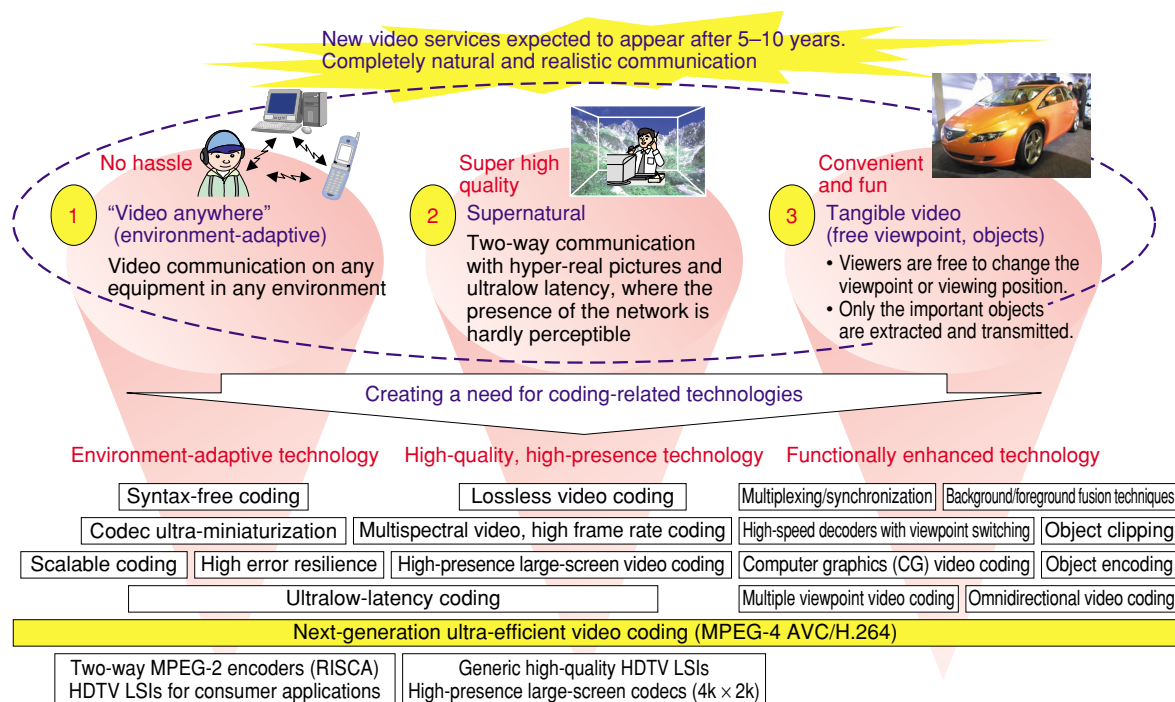 New video services expected to appear after 5–10 years.
Completely natural and realistic communication
No hassle
1
“Video anywhere”
(environment-adaptive)
Video communication on any
equipment in any environment
Super high
quality
2
Supernatural
Two-way communication
with hyper-real pictures and
ultralow latency, where the
presence of the network is
hardly perceptible
Convenient
and fun
3
Tangible video
(free viewpoint, objects)
• Viewers are free to change the
viewpoint or viewing position.
• Only the important objects
are extracted and transmitted.
Creating a need for coding-related technologies
Environment-adaptive technology
High-quality, high-presence technology
Functionally enhanced technology
Syntax-free coding
Lossless video coding
Multiplexing/synchronization
Background/foreground fusion techniques
Codec ultra-miniaturization
Multispectral video, high frame rate coding
High-speed decoders with viewpoint switching
Object clipping
Scalable coding
High error resilience
High-presence large-screen video coding
Computer graphics (CG) video coding
Object encoding
Ultralow-latency coding
Multiple viewpoint video coding
Omnidirectional video coding
Next-generation ultra-efficient video coding (MPEG-4 AVC/H.264)
Two-way MPEG-2 encoders (RISCA)
HDTV LSIs for consumer applications
Generic high-quality HDTV LSIs
High-presence large-screen codecs (4k × 2k)